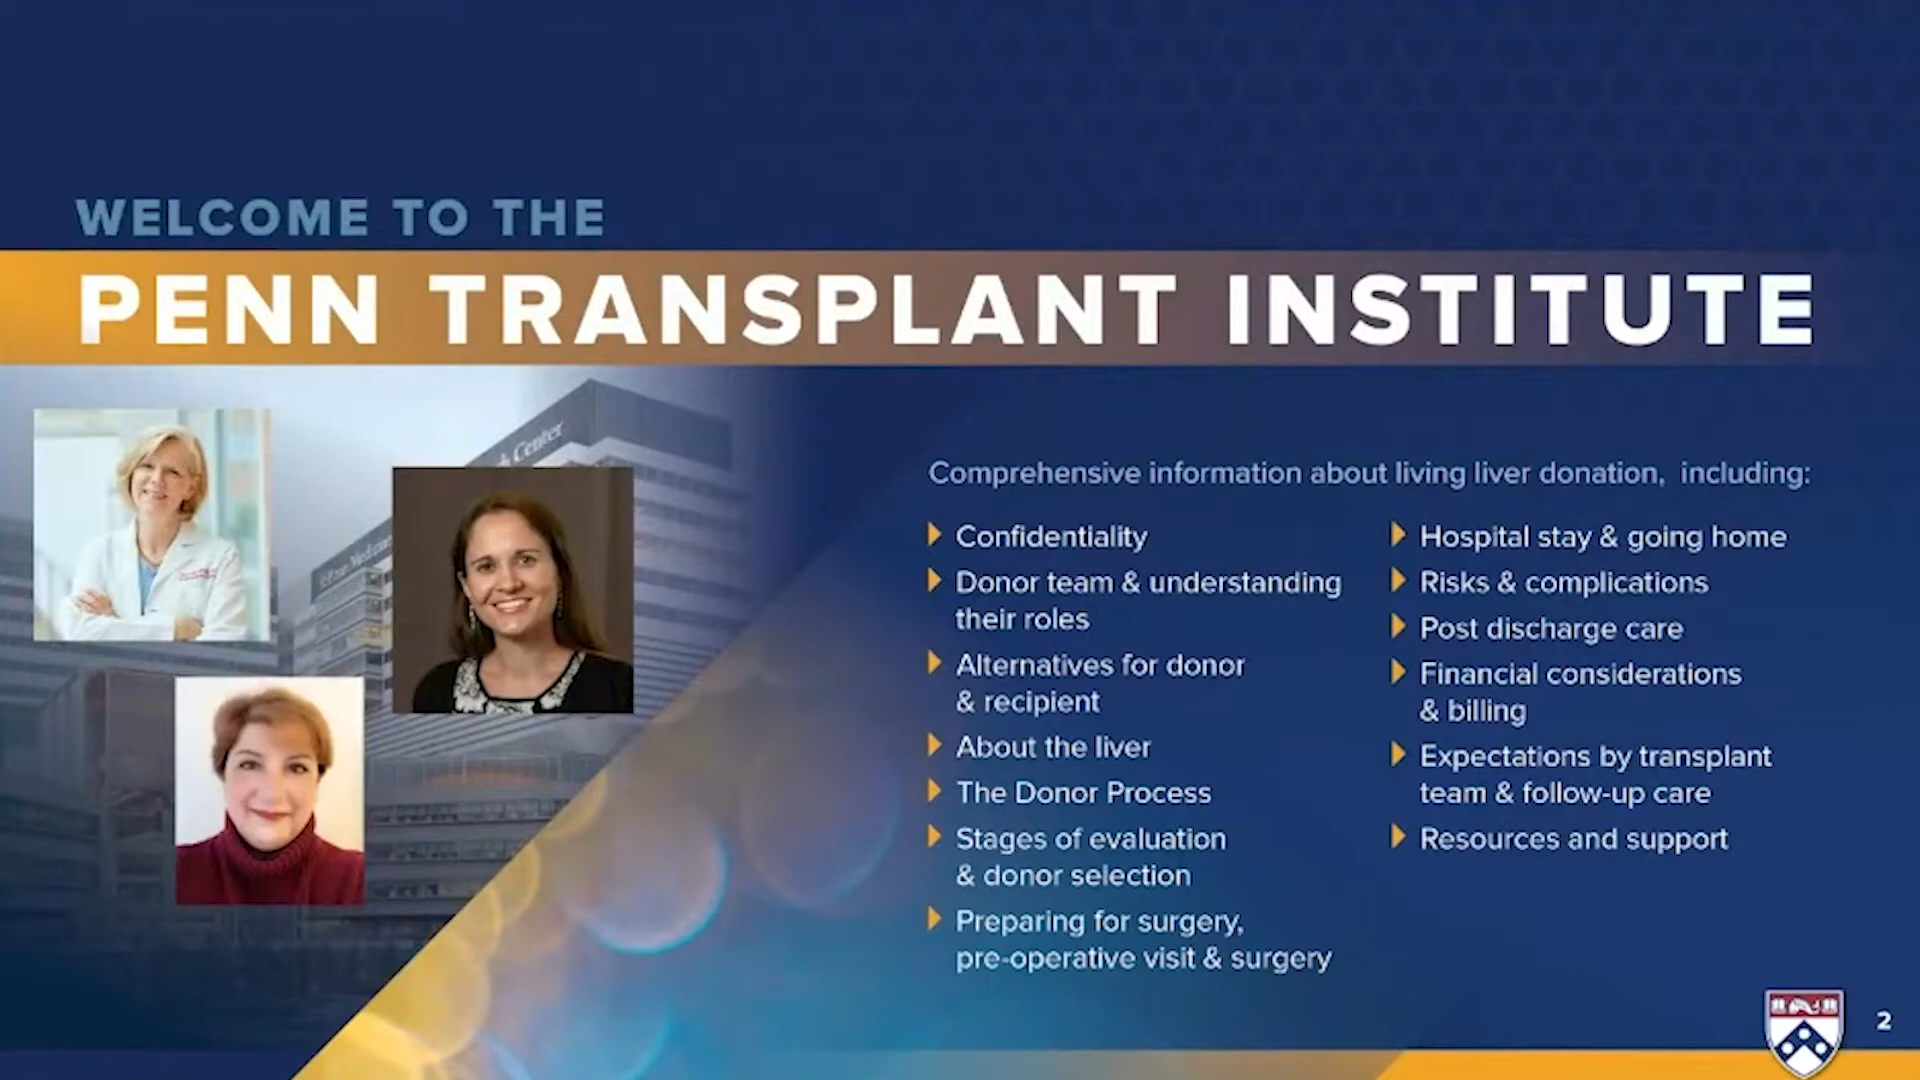 WELCOME TO THE
PENN TRANSPLANT INSTITUTE
Center
Comprehensive information about living liver donation, including:
Confidentiality
Donor team & understanding
their roles
Alternatives for donor
& recipient
About the liver
The Donor Process
Stages of evaluation
& donor selection
Preparing for surgery,
pre-operative visit & surgery
Hospital stay & going home
Risks & complications
Post discharge care
Financial considerations
& billing
Expectations by transplant
team & follow-up care
Resources and support
2